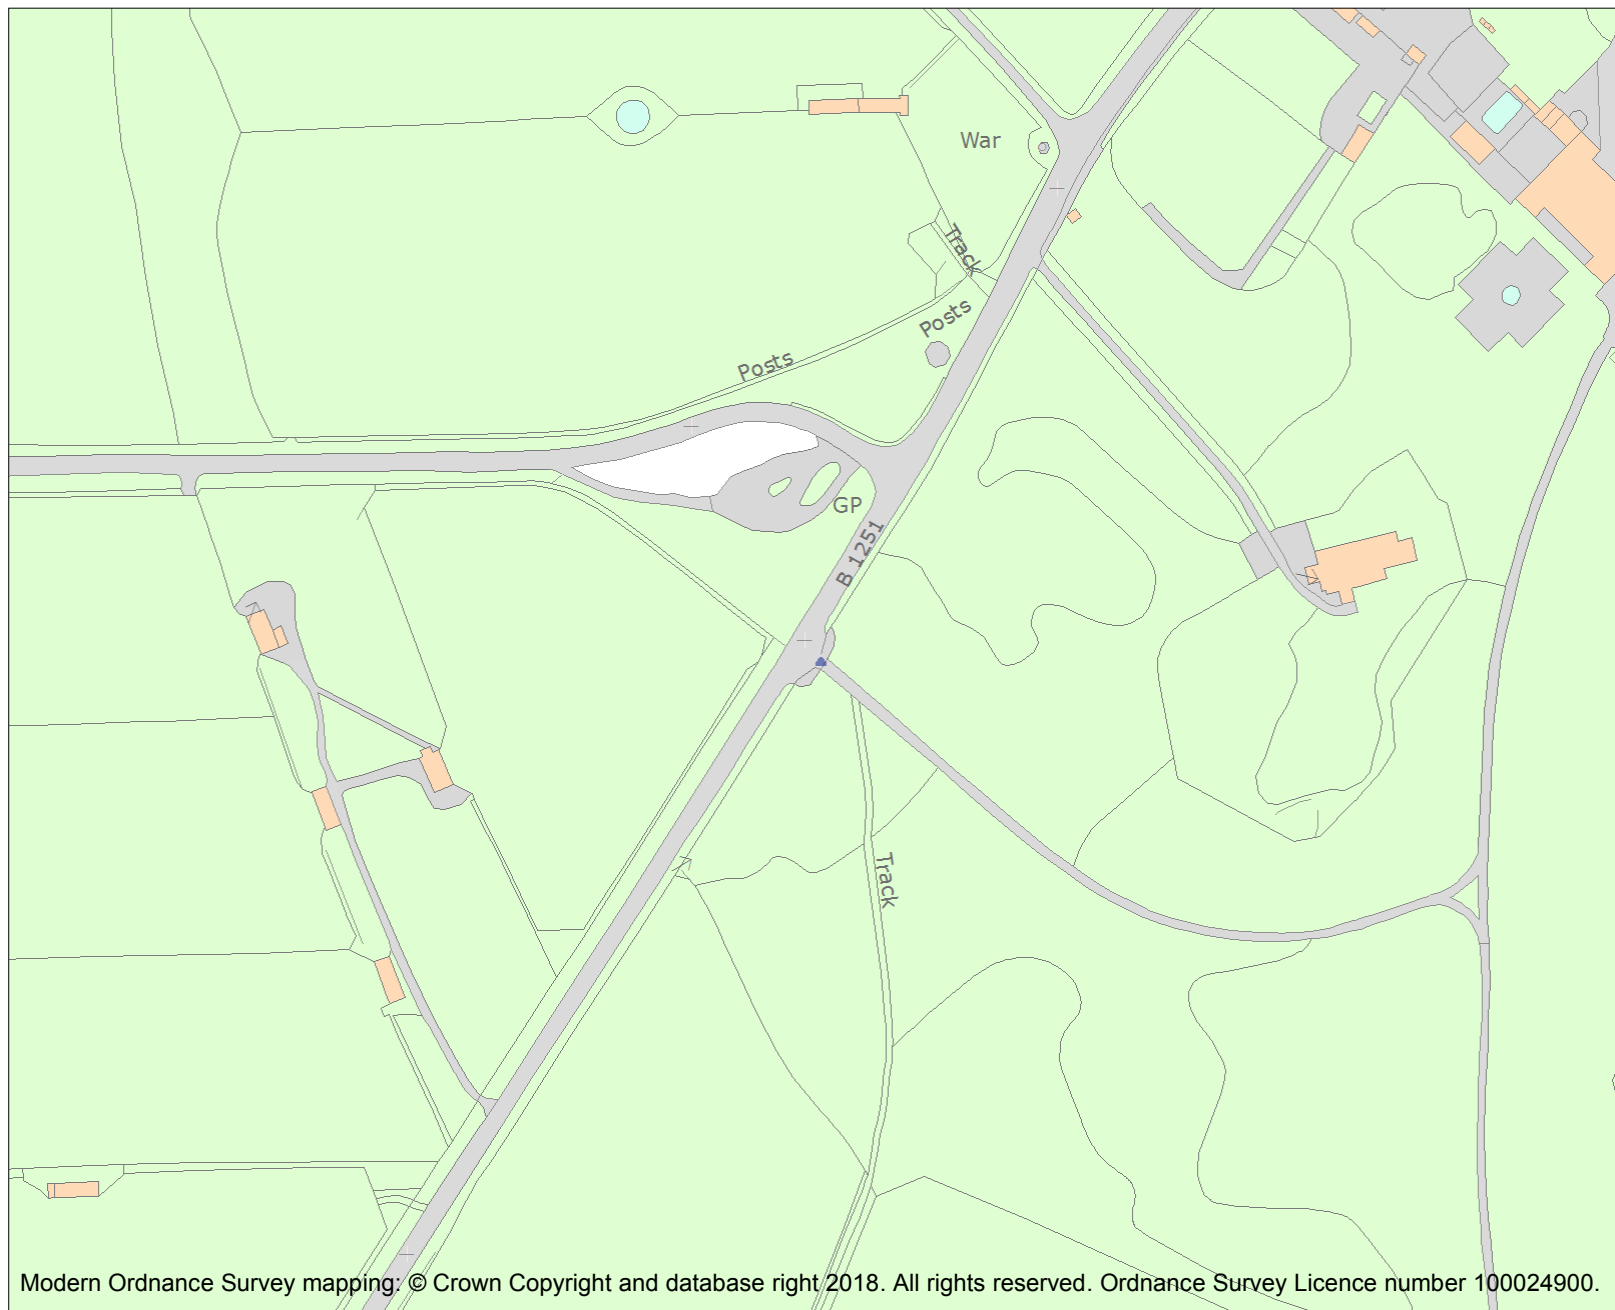 War
Track
Posts
Posts
GP
B 1251
Track
Modern Ordnance Survey mapping: © Crown Copyright and database right 2018. All rights reserved. Ordnance Survey Licence number 100024900.